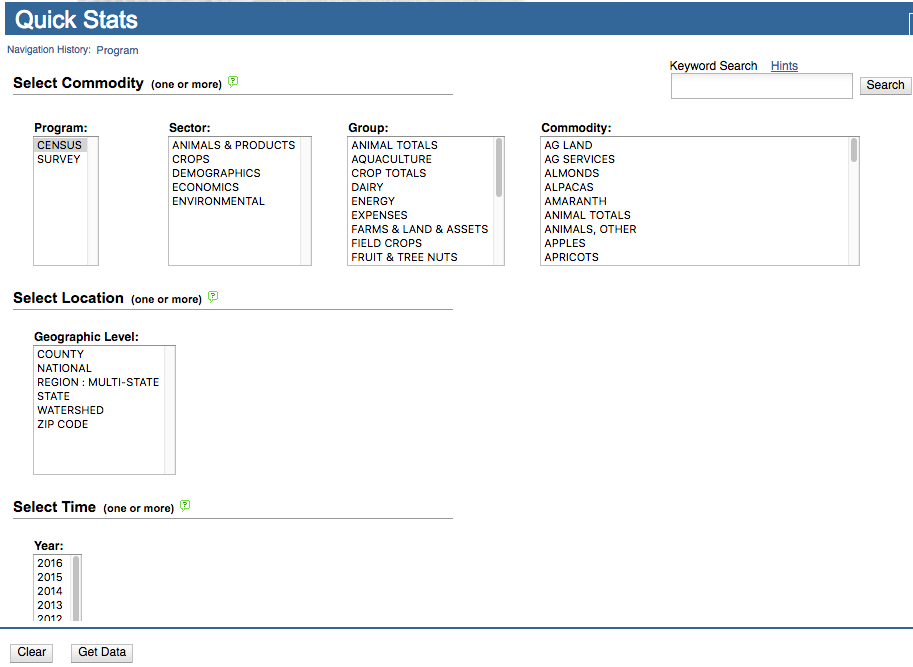 Quick Stats
Navigation History: Program
Keyword Search Hints
Search
Select Commodity (one or more) ?
Program:
CENSUS
SURVEY
Sector:
ANIMALS & PRODUCTS
CROPS
DEMOGRAPHICS
ECONOMICS
ENVIRONMENTAL
Group:
ANIMAL TOTALS
AQUACULTURE
CROP TOTALS
DAIRY
ENERGY
EXPENSES
FARMS & LAND & ASSETS
FIELD CROPS
FRUIT & TREE NUTS
Commodity:
AG LAND
AG SERVICES
ALMONDS
ALPACAS
AMARANTH
ANIMAL TOTALS
ANIMALS, OTHER
APPLES
APRICOTS
Select Location (one or more) ?
Geographic Level:
COUNTY
NATIONAL
REGION : MULTI-STATE
STATE
WATERSHED
ZIP CODE
Select Time (one or more) ?
Year:
2016
2015
2014
2013
2012
Clear
Get Data